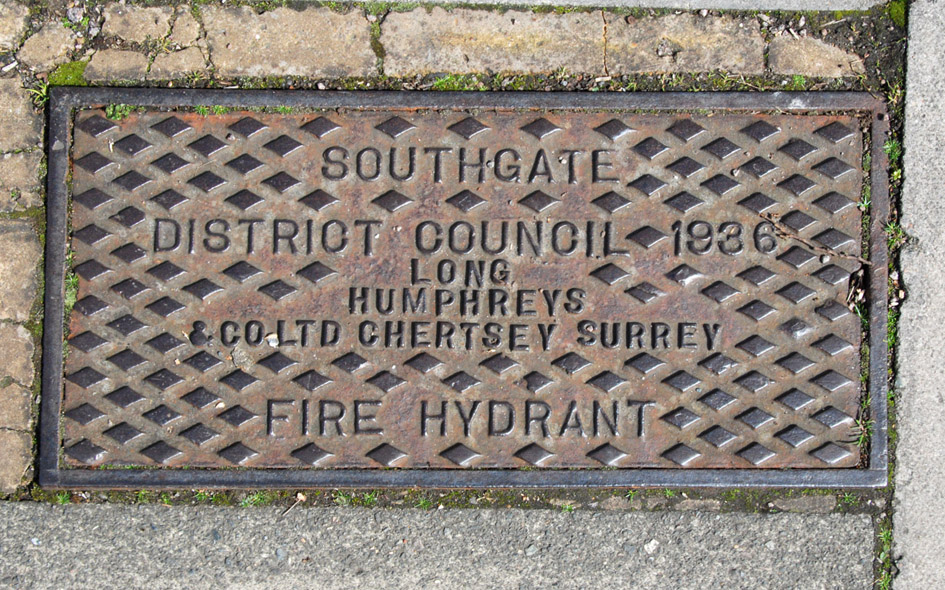 SOUTHGATE
DISTRICT COUNCIL 1936
LONG
HUMPHREYS
& CO LTD CHERTSEY SURREY
FIRE HYDRANT